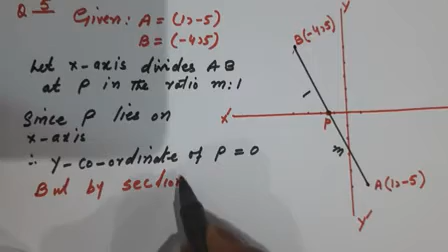 Q 5 Given: A = (1, -5)
B = (-4, 5)
Let x-axis divides AB
at P in the ratio m:1
Since P lies on
x-axis
∴ y-co-ordinate of P = 0
But by section
Y
B(-4, 5)
1
X'
P
m
A(1, -5)
Y'